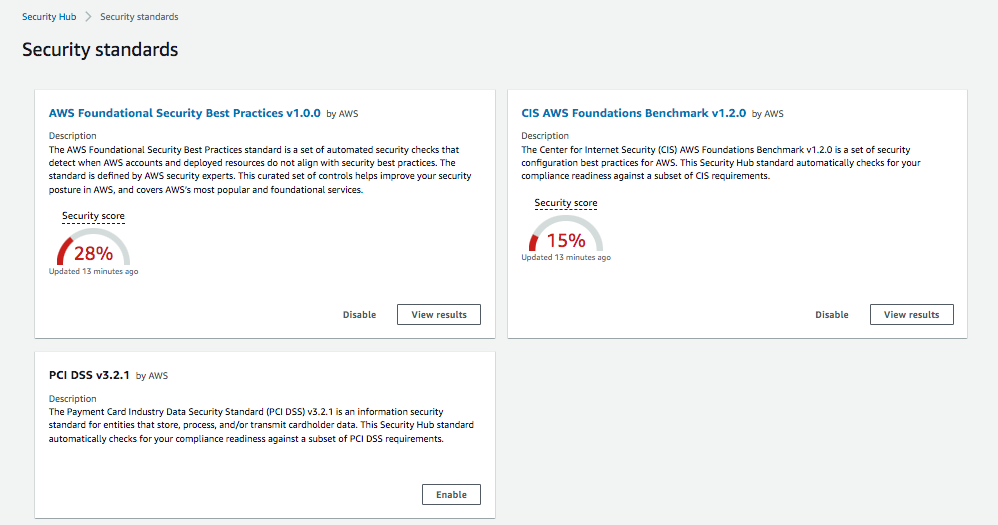 Security Hub > Security standards
Security standards
AWS Foundational Security Best Practices v1.0.0 by AWS
Description
The AWS Foundational Security Best Practices standard is a set of automated security checks that
detect when AWS accounts and deployed resources do not align with security best practices. The
standard is defined by AWS security experts. This curated set of controls helps improve your security
posture in AWS, and covers AWS's most popular and foundational services.
Security score
28%
Updated 13 minutes ago
Disable View results
CIS AWS Foundations Benchmark v1.2.0 by AWS
Description
The Center for Internet Security (CIS) AWS Foundations Benchmark v1.2.0 is a set of security
configuration best practices for AWS. This Security Hub standard automatically checks for your
compliance readiness against a subset of CIS requirements.
Security score
15%
Updated 13 minutes ago
Disable View results
PCI DSS v3.2.1 by AWS
Description
The Payment Card Industry Data Security Standard (PCI DSS) v3.2.1 is an information security
standard for entities that store, process, and/or transmit cardholder data. This Security Hub standard
automatically checks for your compliance readiness against a subset of PCI DSS requirements.
Enable